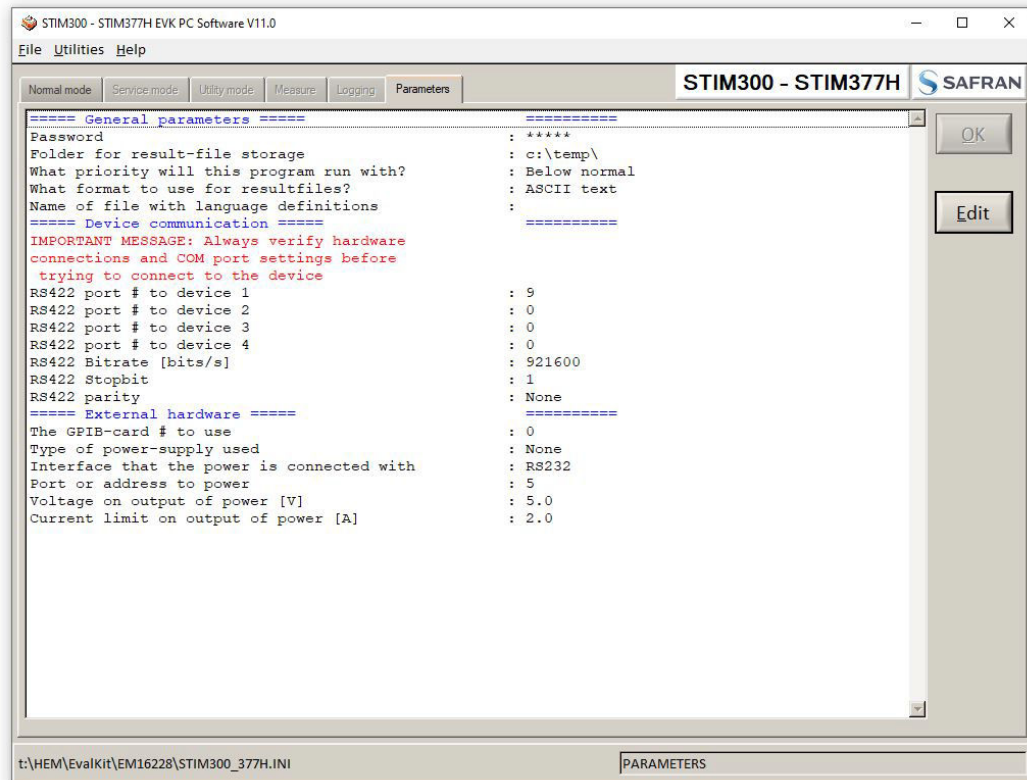 STIM300 - STIM377H EVK PC Software V11.0
File Utilities Help
Normal mode Service mode Utility mode Measure Logging Parameters
STIM300 - STIM377H SAFRAN
===== General parameters ===== ==========
Password : *****
Folder for result-file storage : c:\temp\
What priority will this program run with? : Below normal
What format to use for resultfiles? : ASCII text
Name of file with language definitions :
===== Device communication ===== ==========
IMPORTANT MESSAGE: Always verify hardware
connections and COM port settings before
trying to connect to the device
RS422 port # to device 1 : 9
RS422 port # to device 2 : 0
RS422 port # to device 3 : 0
RS422 port # to device 4 : 0
RS422 Bitrate [bits/s] : 921600
RS422 Stopbit : 1
RS422 parity : None
===== External hardware ===== ==========
The GPIB-card # to use : 0
Type of power-supply used : None
Interface that the power is connected with : RS232
Port or address to power : 5
Voltage on output of power [V] : 5.0
Current limit on output of power [A] : 2.0
OK
Edit
t:\HEM\EvalKit\EM16228\STIM300_377H.INI PARAMETERS